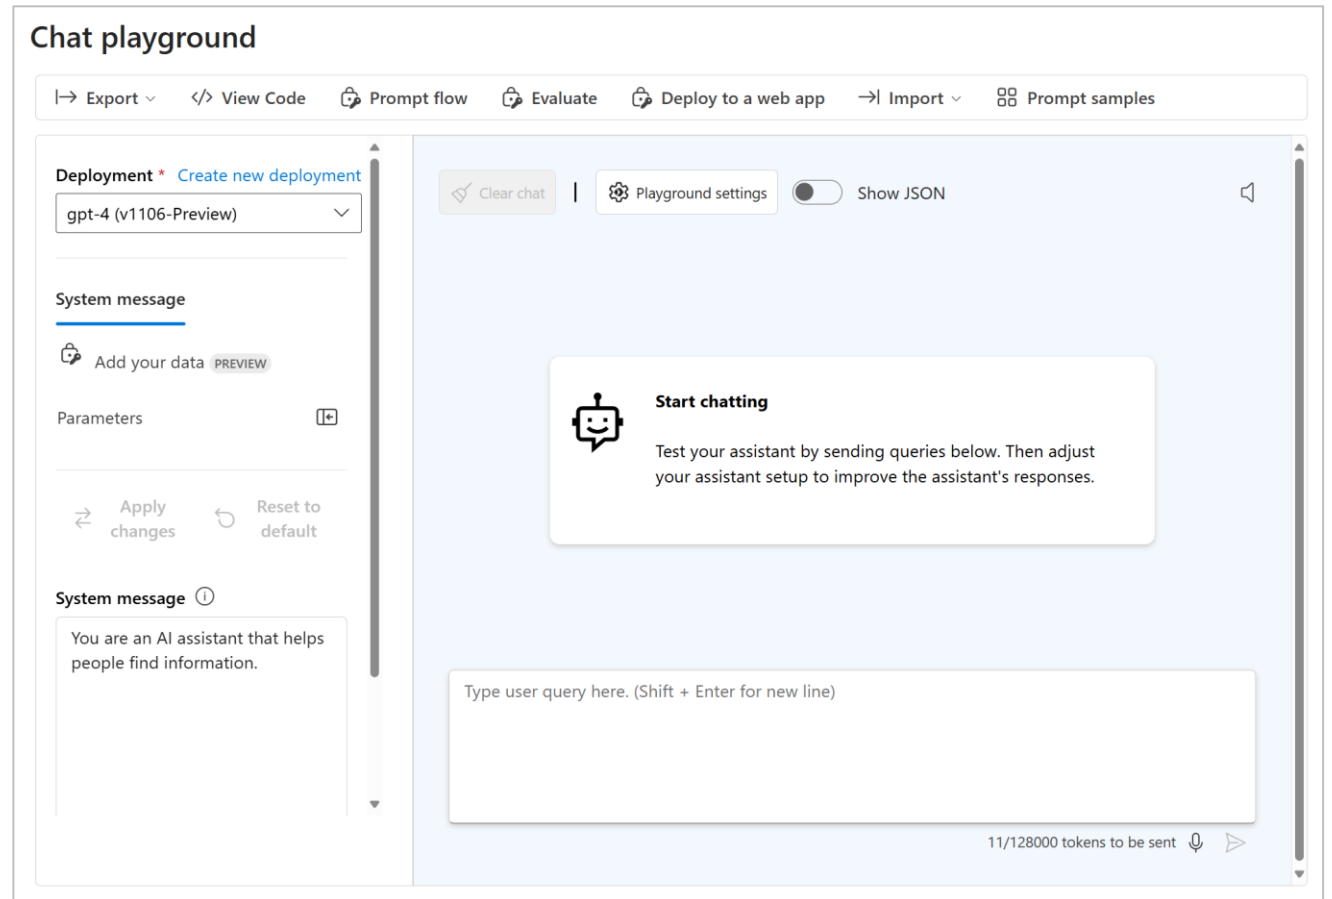 Chat playground
Export
View Code
Prompt flow
Evaluate
Deploy to a web app
Import
Prompt samples
Deployment * Create new deployment
gpt-4 (v1106-Preview)
System message
Add your data PREVIEW
Parameters
Apply
changes
Reset to
default
System message
You are an AI assistant that helps
people find information.
Clear chat
Playground settings
Show JSON
Start chatting
Test your assistant by sending queries below. Then adjust
your assistant setup to improve the assistant's responses.
Type user query here. (Shift + Enter for new line)
11/128000 tokens to be sent